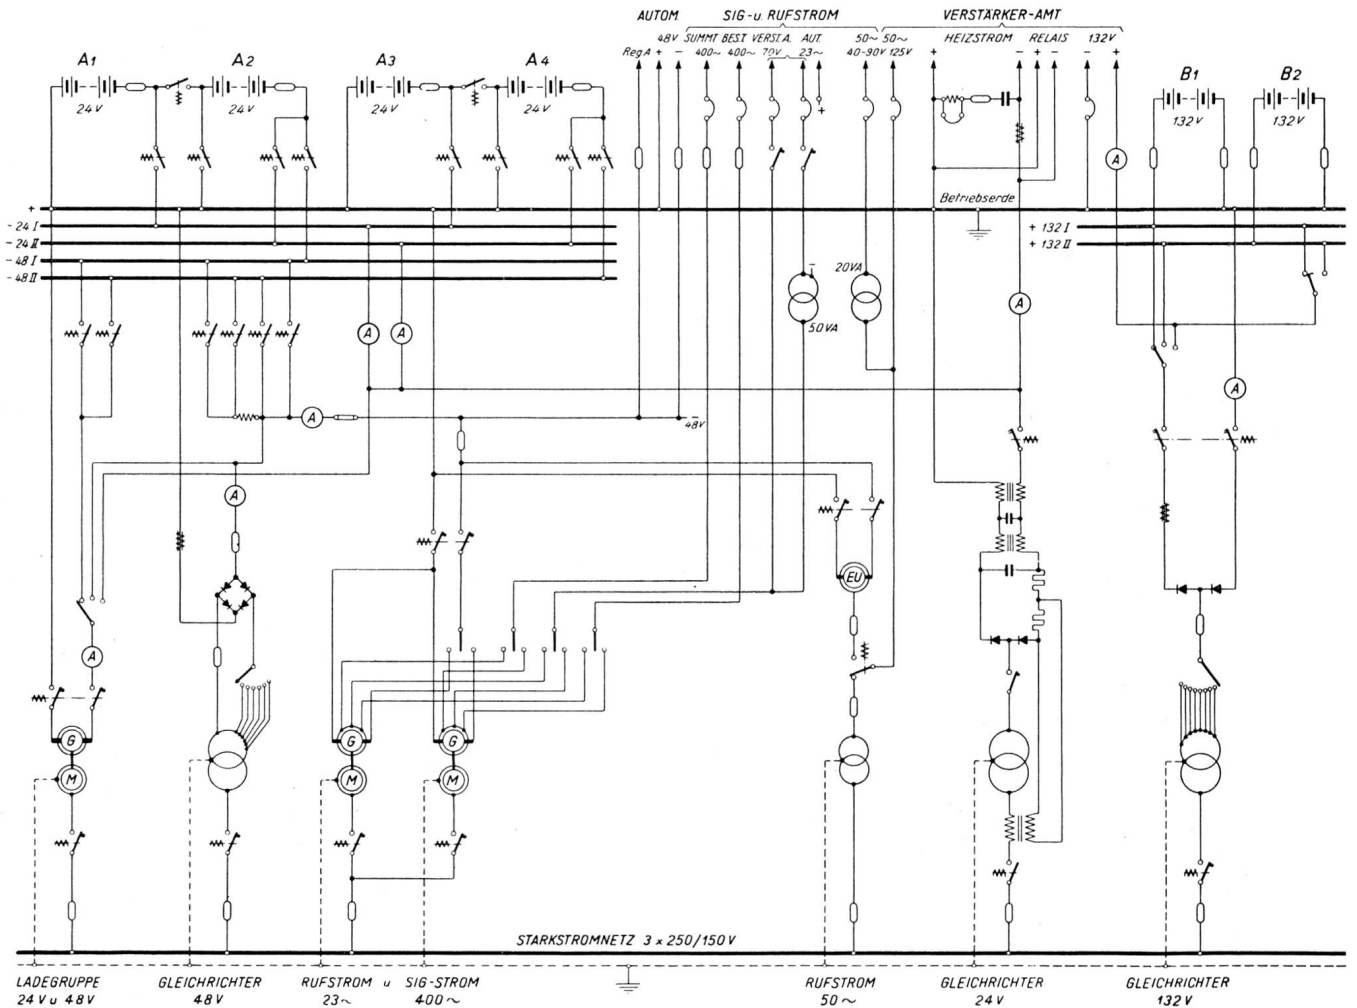 AUTOM. SIG-u. RUFSTROM VERSTÄRKER-AMT
48V SUMMT BEST VERST.A. AUT. 50~ 50~ HEIZSTROM RELAIS 132V
Reg.A + − 400~ 400~ 70V 23~ 40-90V 125V + − + − − +
A1 A2 A3 A4 B1 B2
24V 24V 24V 24V 132V 132V
+
A
Betriebserde
+
- 24 I + 132 I
- 24 II + 132 II
- 48 I
- 48 II
− 20VA
50VA
A A A
A
A
− 48V
A
A
EU
A
G G G
M M M
STARKSTROMNETZ 3 x 250/150 V
LADEGRUPPE GLEICHRICHTER RUFSTROM u SIG-STROM RUFSTROM GLEICHRICHTER GLEICHRICHTER
24 V u 48 V 48 V 23~ 400~ 50~ 24 V 132 V